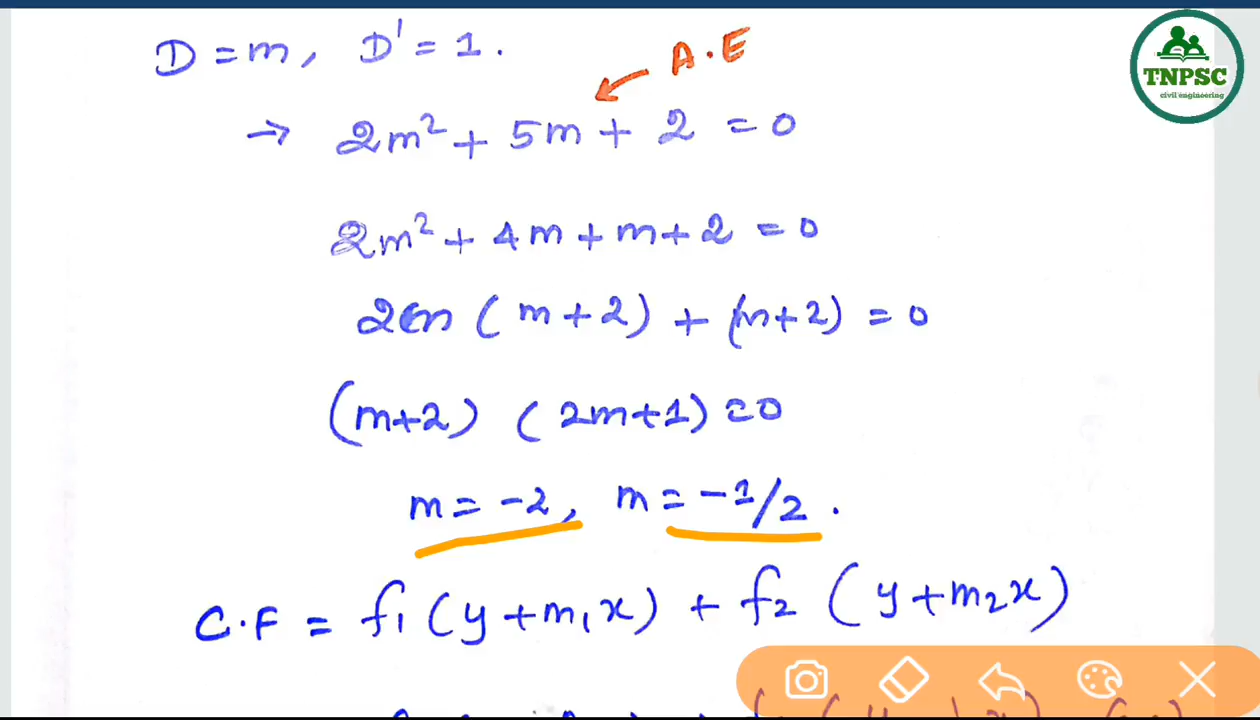 D = m, D' = 1.
A.E
TNPSC
civil engineering
→ 2m² + 5m + 2 = 0
2m² + 4m + m + 2 = 0
2m (m + 2) + (m + 2) = 0
(m+2) (2m+1) = 0
m = -2, m = -1/2.
C.F = f₁ (y + m₁x) + f₂ (y + m₂x)